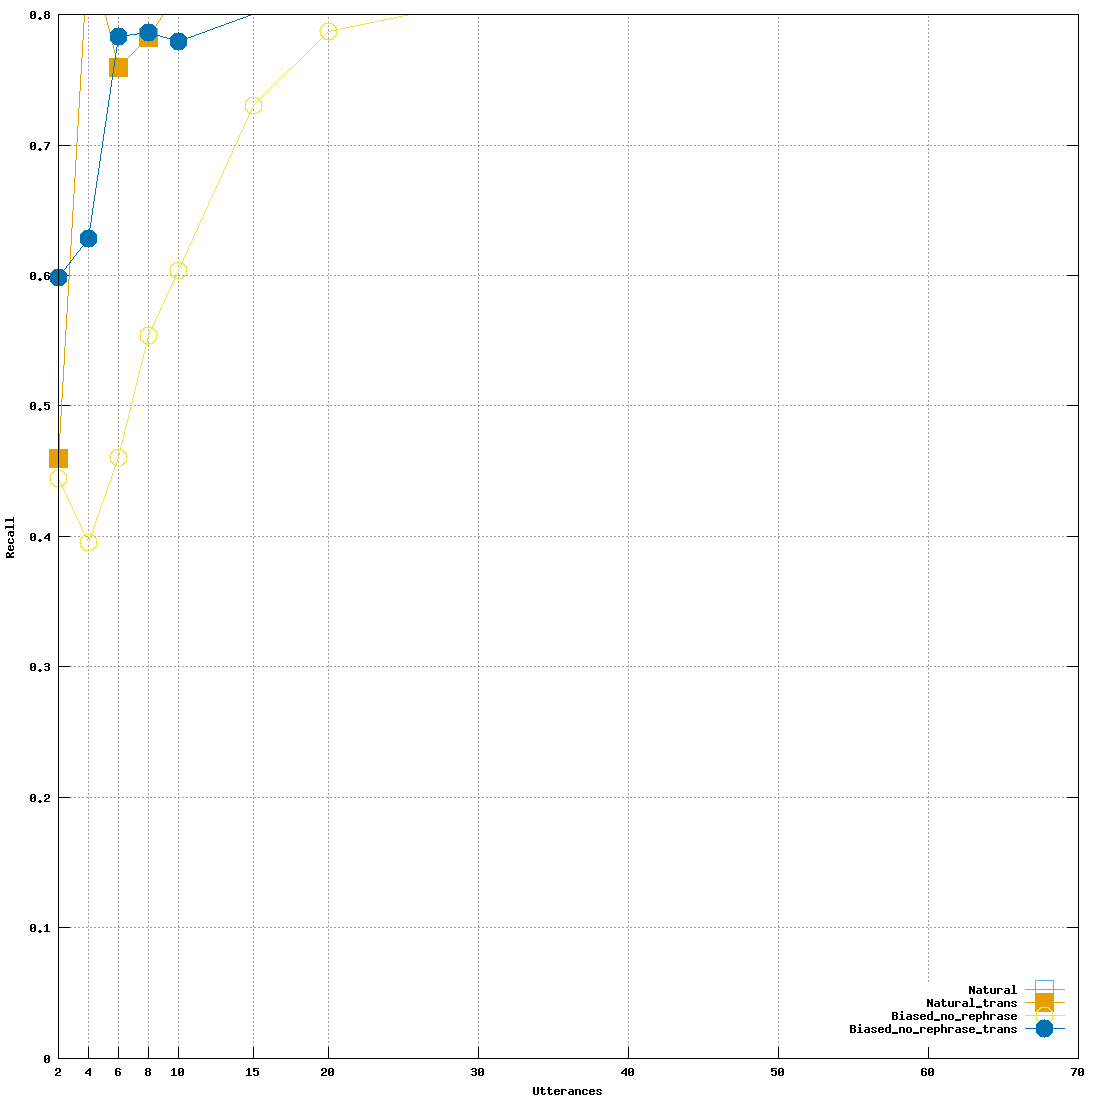 0.8
0.7
0.6
0.5
0.4
0.3
0.2
0.1
0
Recall
2 4 6 8 10 15 20 30 40 50 60 70
Utterances
Natural
Natural_trans
Biased_no_rephrase
Biased_no_rephrase_trans